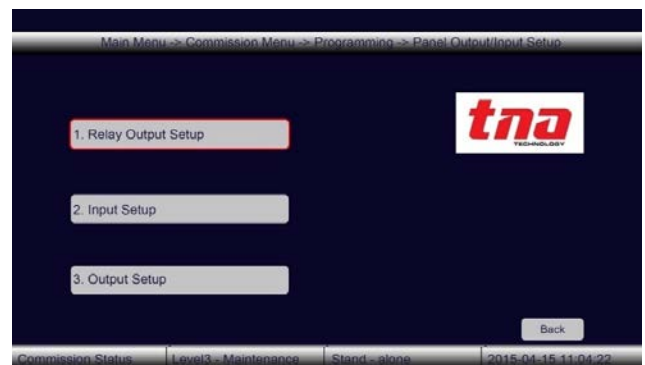 Main Menu -> Commission Menu -> Programming -> Panel Output/Input Setup
tna
TECHNOLOGY
1. Relay Output Setup
2. Input Setup
3. Output Setup
Back
Commission Status Level3 - Maintenance Stand - alone 2015-04-15 11:04:22